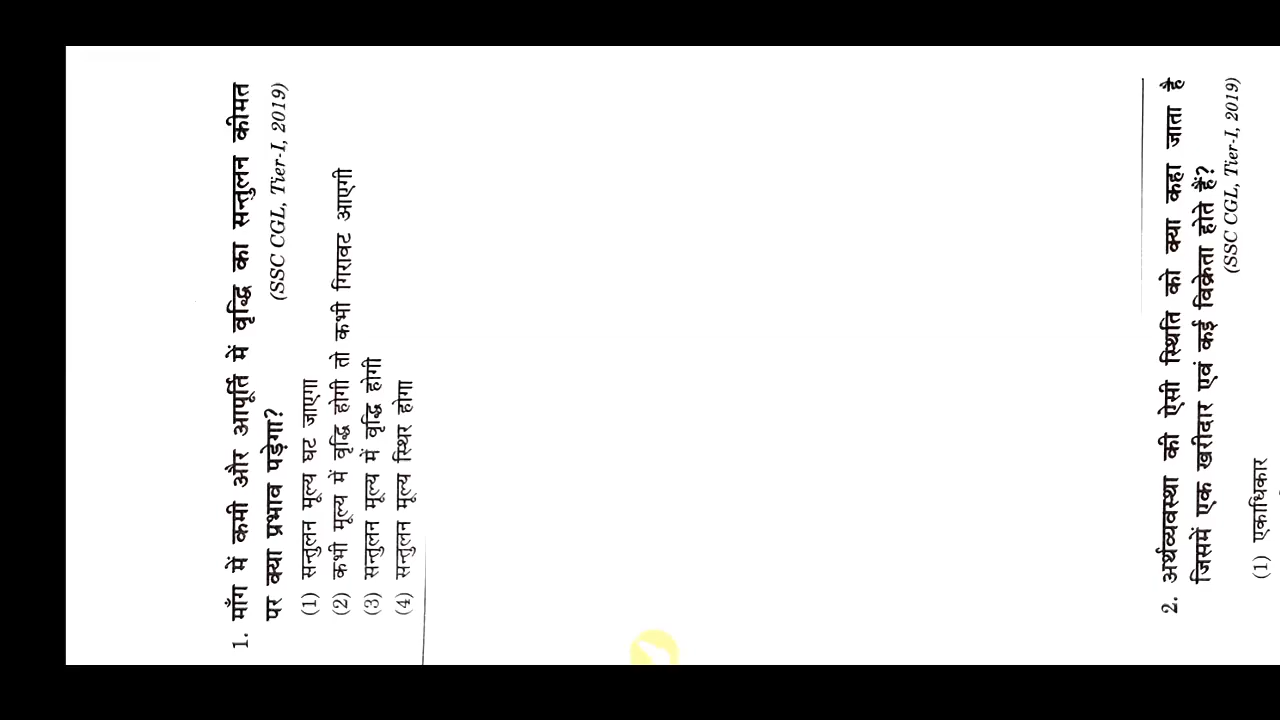 1. माँग में कमी और आपूर्ति में वृद्धि का सन्तुलन कीमत
पर क्या प्रभाव पड़ेगा?
(SSC CGL, Tier-I, 2019)
(1) सन्तुलन मूल्य घट जाएगा
(2) कभी मूल्य में वृद्धि होगी तो कभी गिरावट आएगी
(3) सन्तुलन मूल्य में वृद्धि होगी
(4) सन्तुलन मूल्य स्थिर होगा
2. अर्थव्यवस्था की ऐसी स्थिति को क्या कहा जाता है
जिसमें एक खरीदार एवं कई विक्रेता होते हैं?
(SSC CGL, Tier-I, 2019)
(1) एकाधिकार